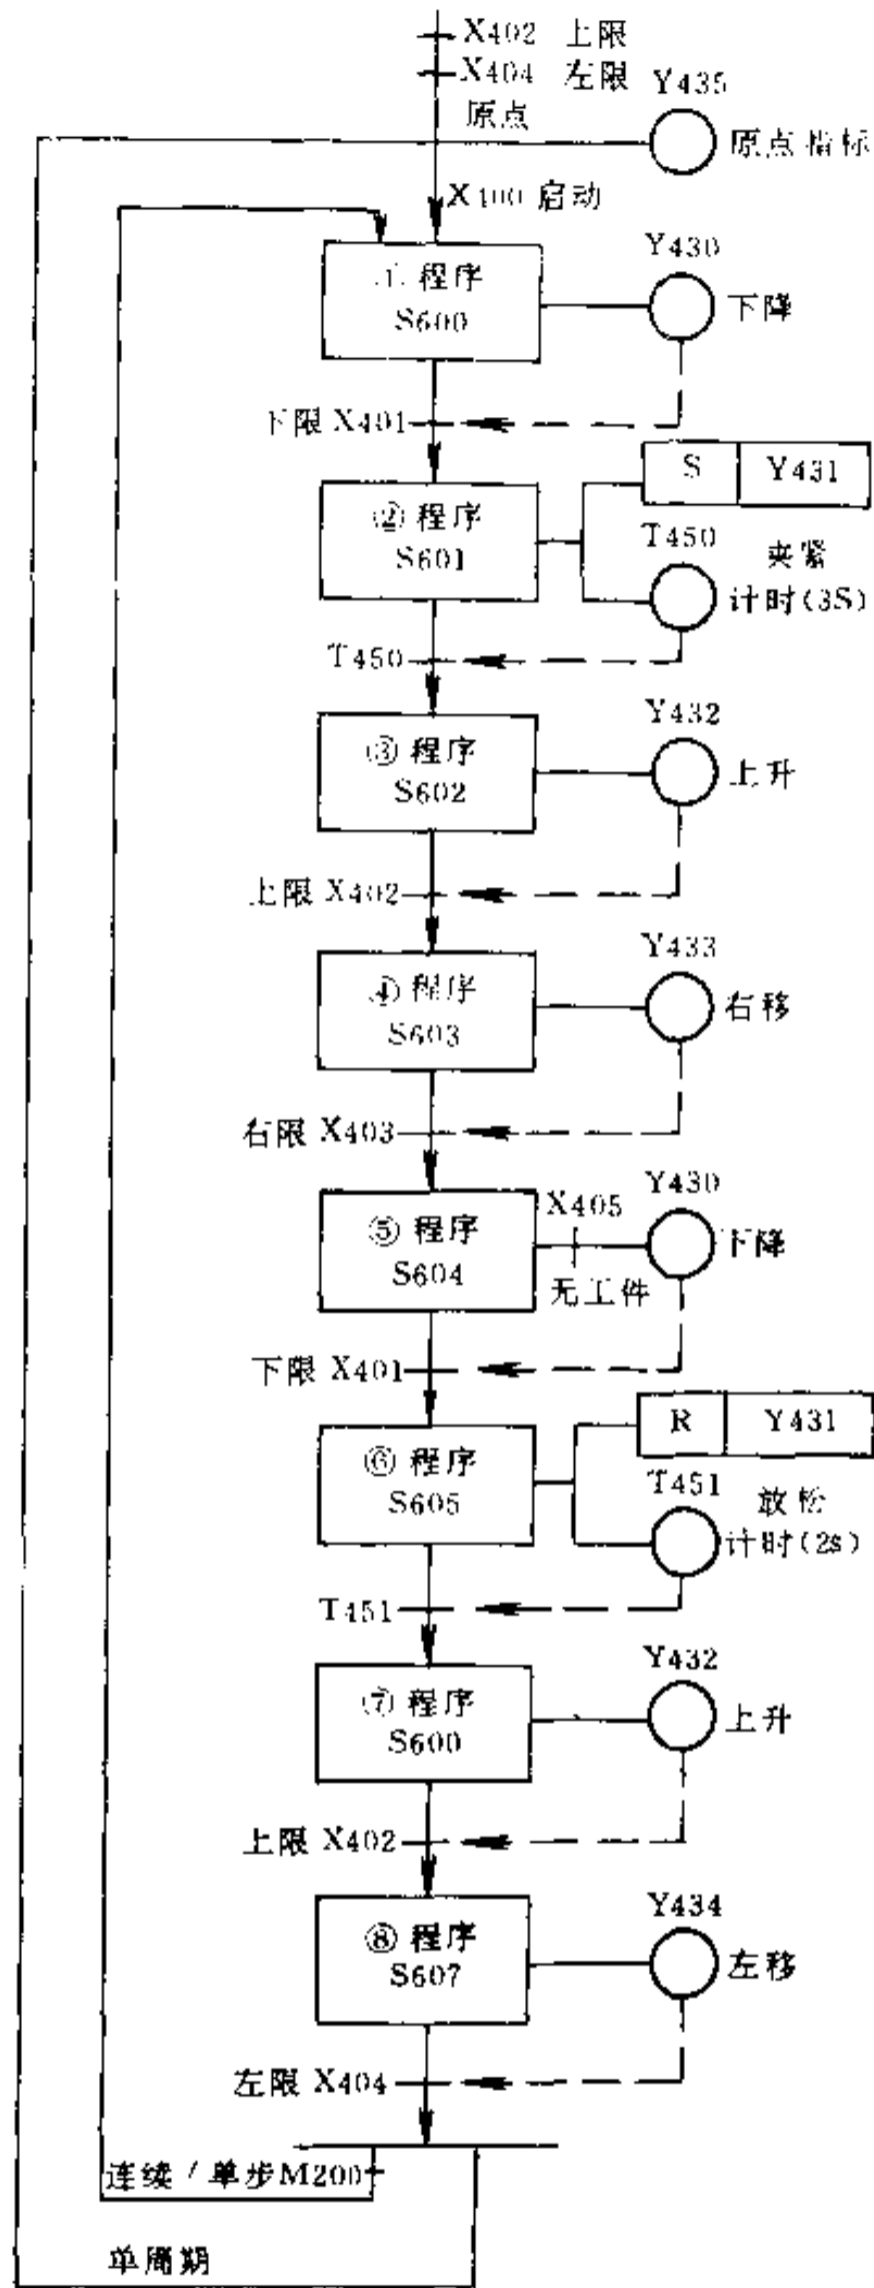 X402 上限
X404 左限
原点
Y435
原点指标
X400 启动
①程序
S600
Y430
下降
下限 X401
S Y431
②程序
S601
T450
夹紧
计时(3S)
T450
③程序
S602
Y432
上升
上限 X402
④程序
S603
Y433
右移
右限 X403
⑤程序
S604
X405
无工件
Y430
下降
下限 X401
R Y431
⑥程序
S605
T451
放松
计时(2s)
T451
⑦程序
S600
Y432
上升
上限 X402
⑧程序
S607
Y434
左移
左限 X404
连续/单步M200
单周期